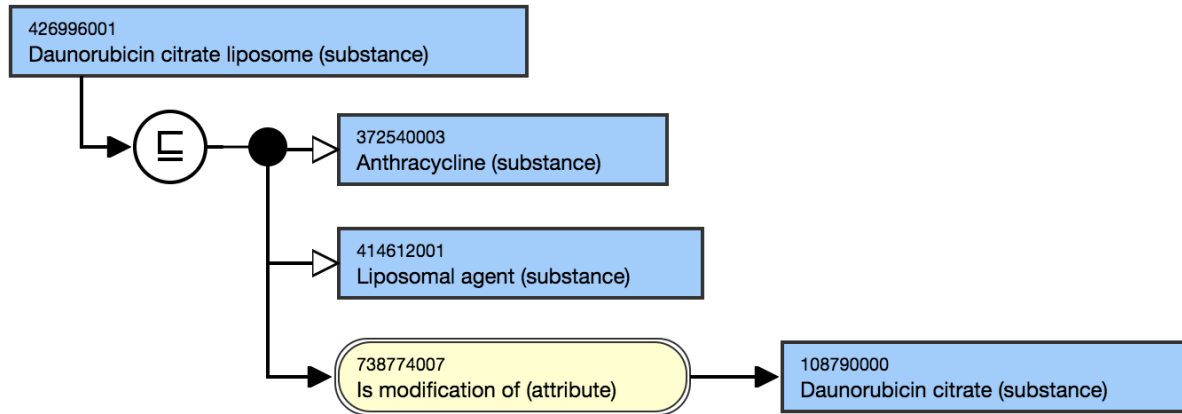 426996001
Daunorubicin citrate liposome (substance)
⊑
372540003
Anthracycline (substance)
414612001
Liposomal agent (substance)
738774007
Is modification of (attribute)
108790000
Daunorubicin citrate (substance)